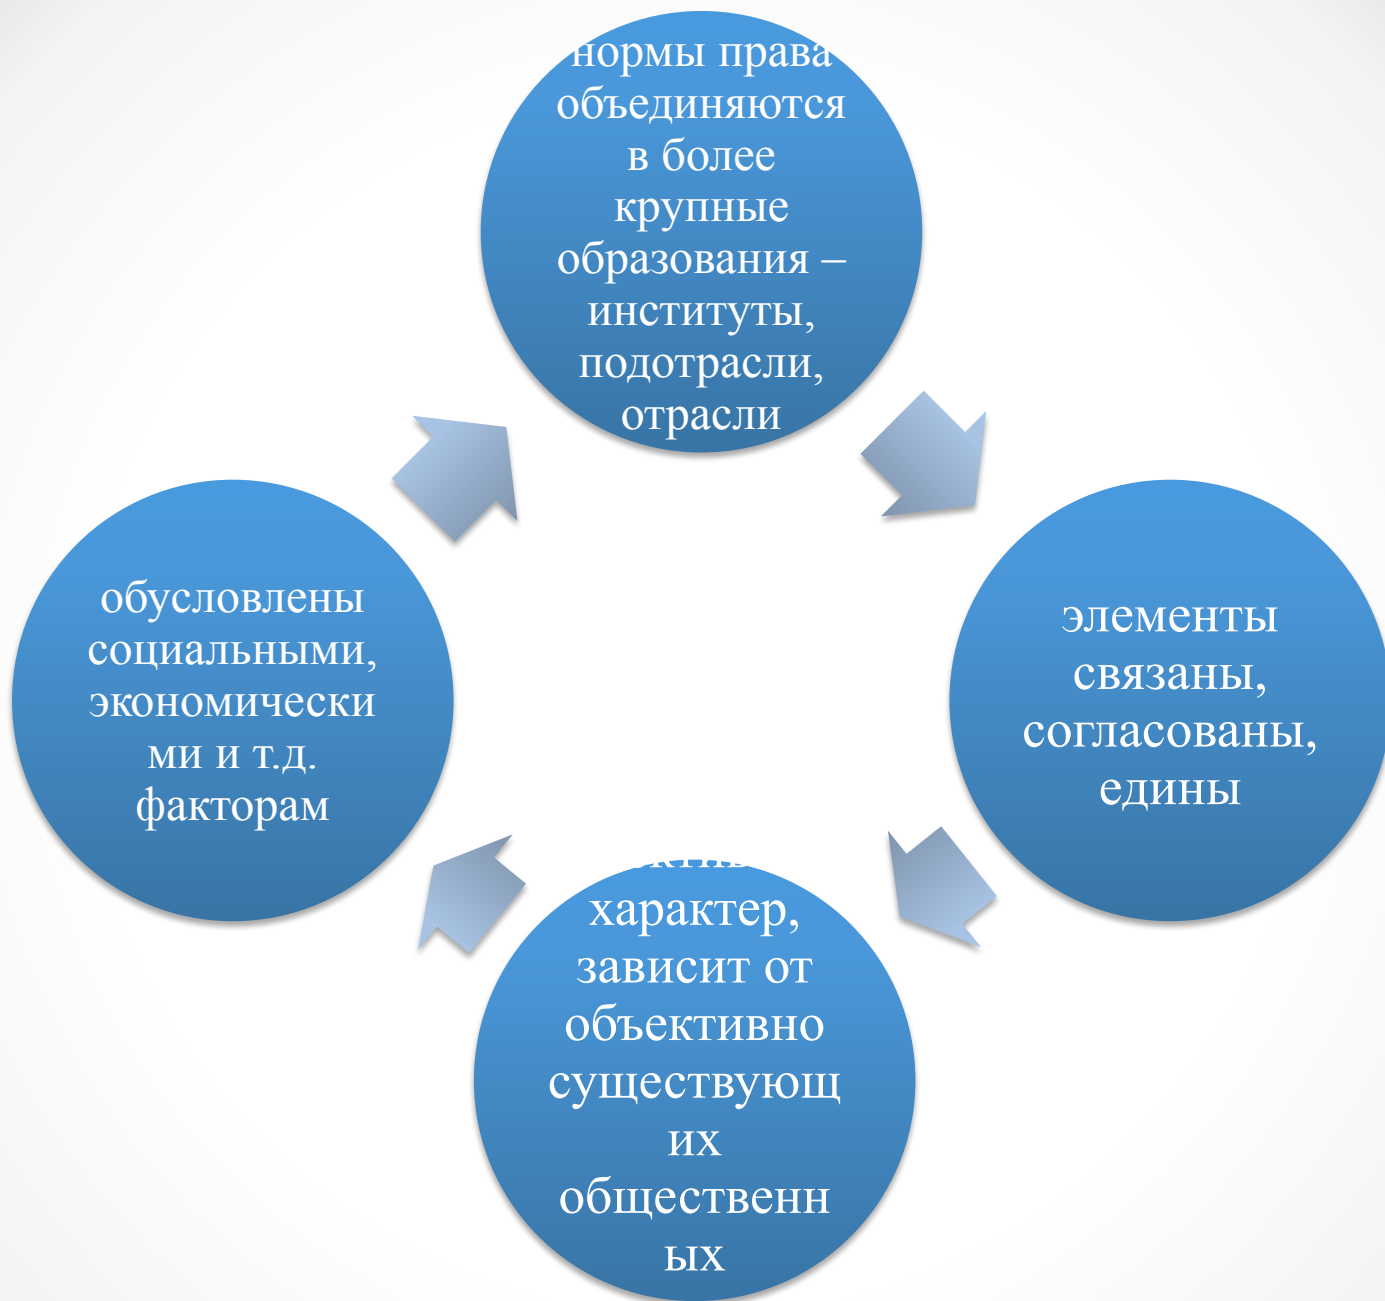 нормы права
объединяются
в более
крупные
образования –
институты,
подотрасли,
отрасли
элементы
связаны,
согласованы,
едины
характер,
зависит от
объективно
существующ
их
общественн
ых
обусловлены
социальными,
экономически
ми и т.д.
факторам